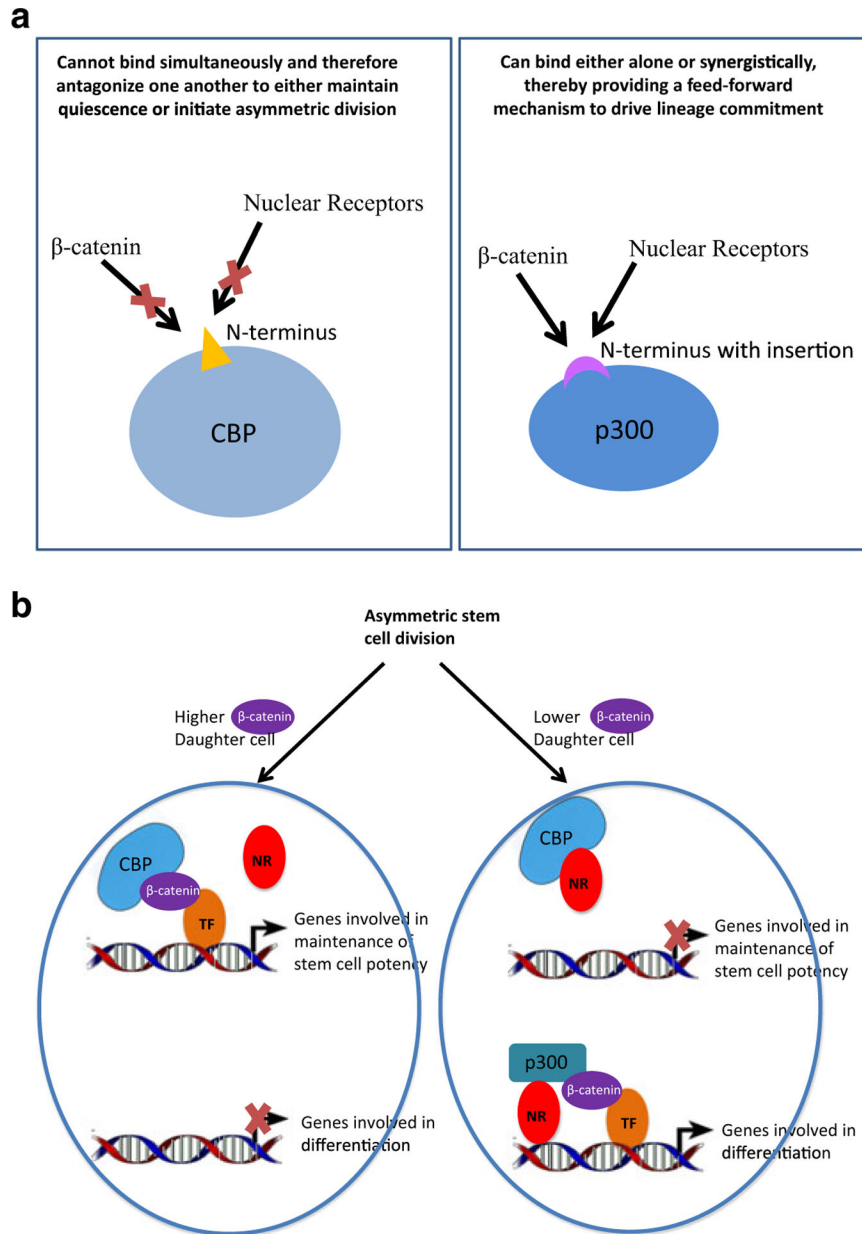 a
Cannot bind simultaneously and therefore
antagonize one another to either maintain
quiescence or initiate asymmetric division
β-catenin
Nuclear Receptors
N-terminus
CBP
Can bind either alone or synergistically,
thereby providing a feed-forward
mechanism to drive lineage commitment
β-catenin
Nuclear Receptors
N-terminus with insertion
p300
b
Asymmetric stem
cell division
Higher β-catenin
Daughter cell
Lower β-catenin
Daughter cell
CBP
β-catenin
NR
TF
Genes involved in
maintenance of
stem cell potency
Genes involved in
differentiation
CBP
NR
Genes involved in
maintenance of
stem cell potency
p300
β-catenin
NR
TF
Genes involved in
differentiation